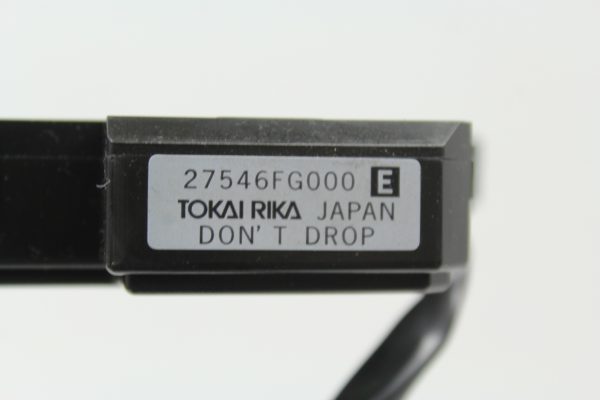 27546FG000 E
TOKAI RIKA JAPAN
DON'T DROP